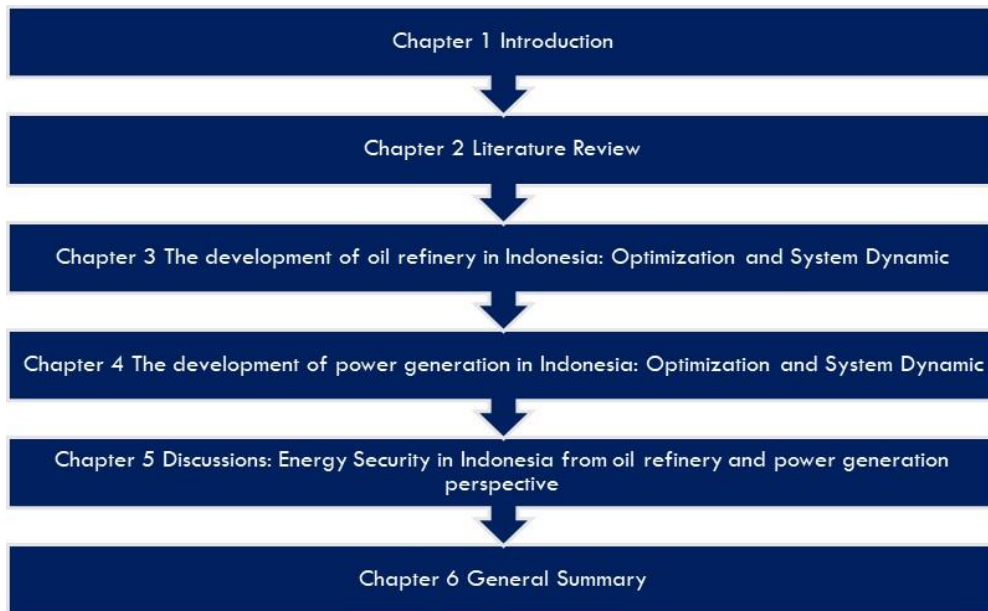 Chapter 1 Introduction
Chapter 2 Literature Review
Chapter 3 The development of oil refinery in Indonesia: Optimization and System Dynamic
Chapter 4 The development of power generation in Indonesia: Optimization and System Dynamic
Chapter 5 Discussions: Energy Security in Indonesia from oil refinery and power generation
perspective
Chapter 6 General Summary